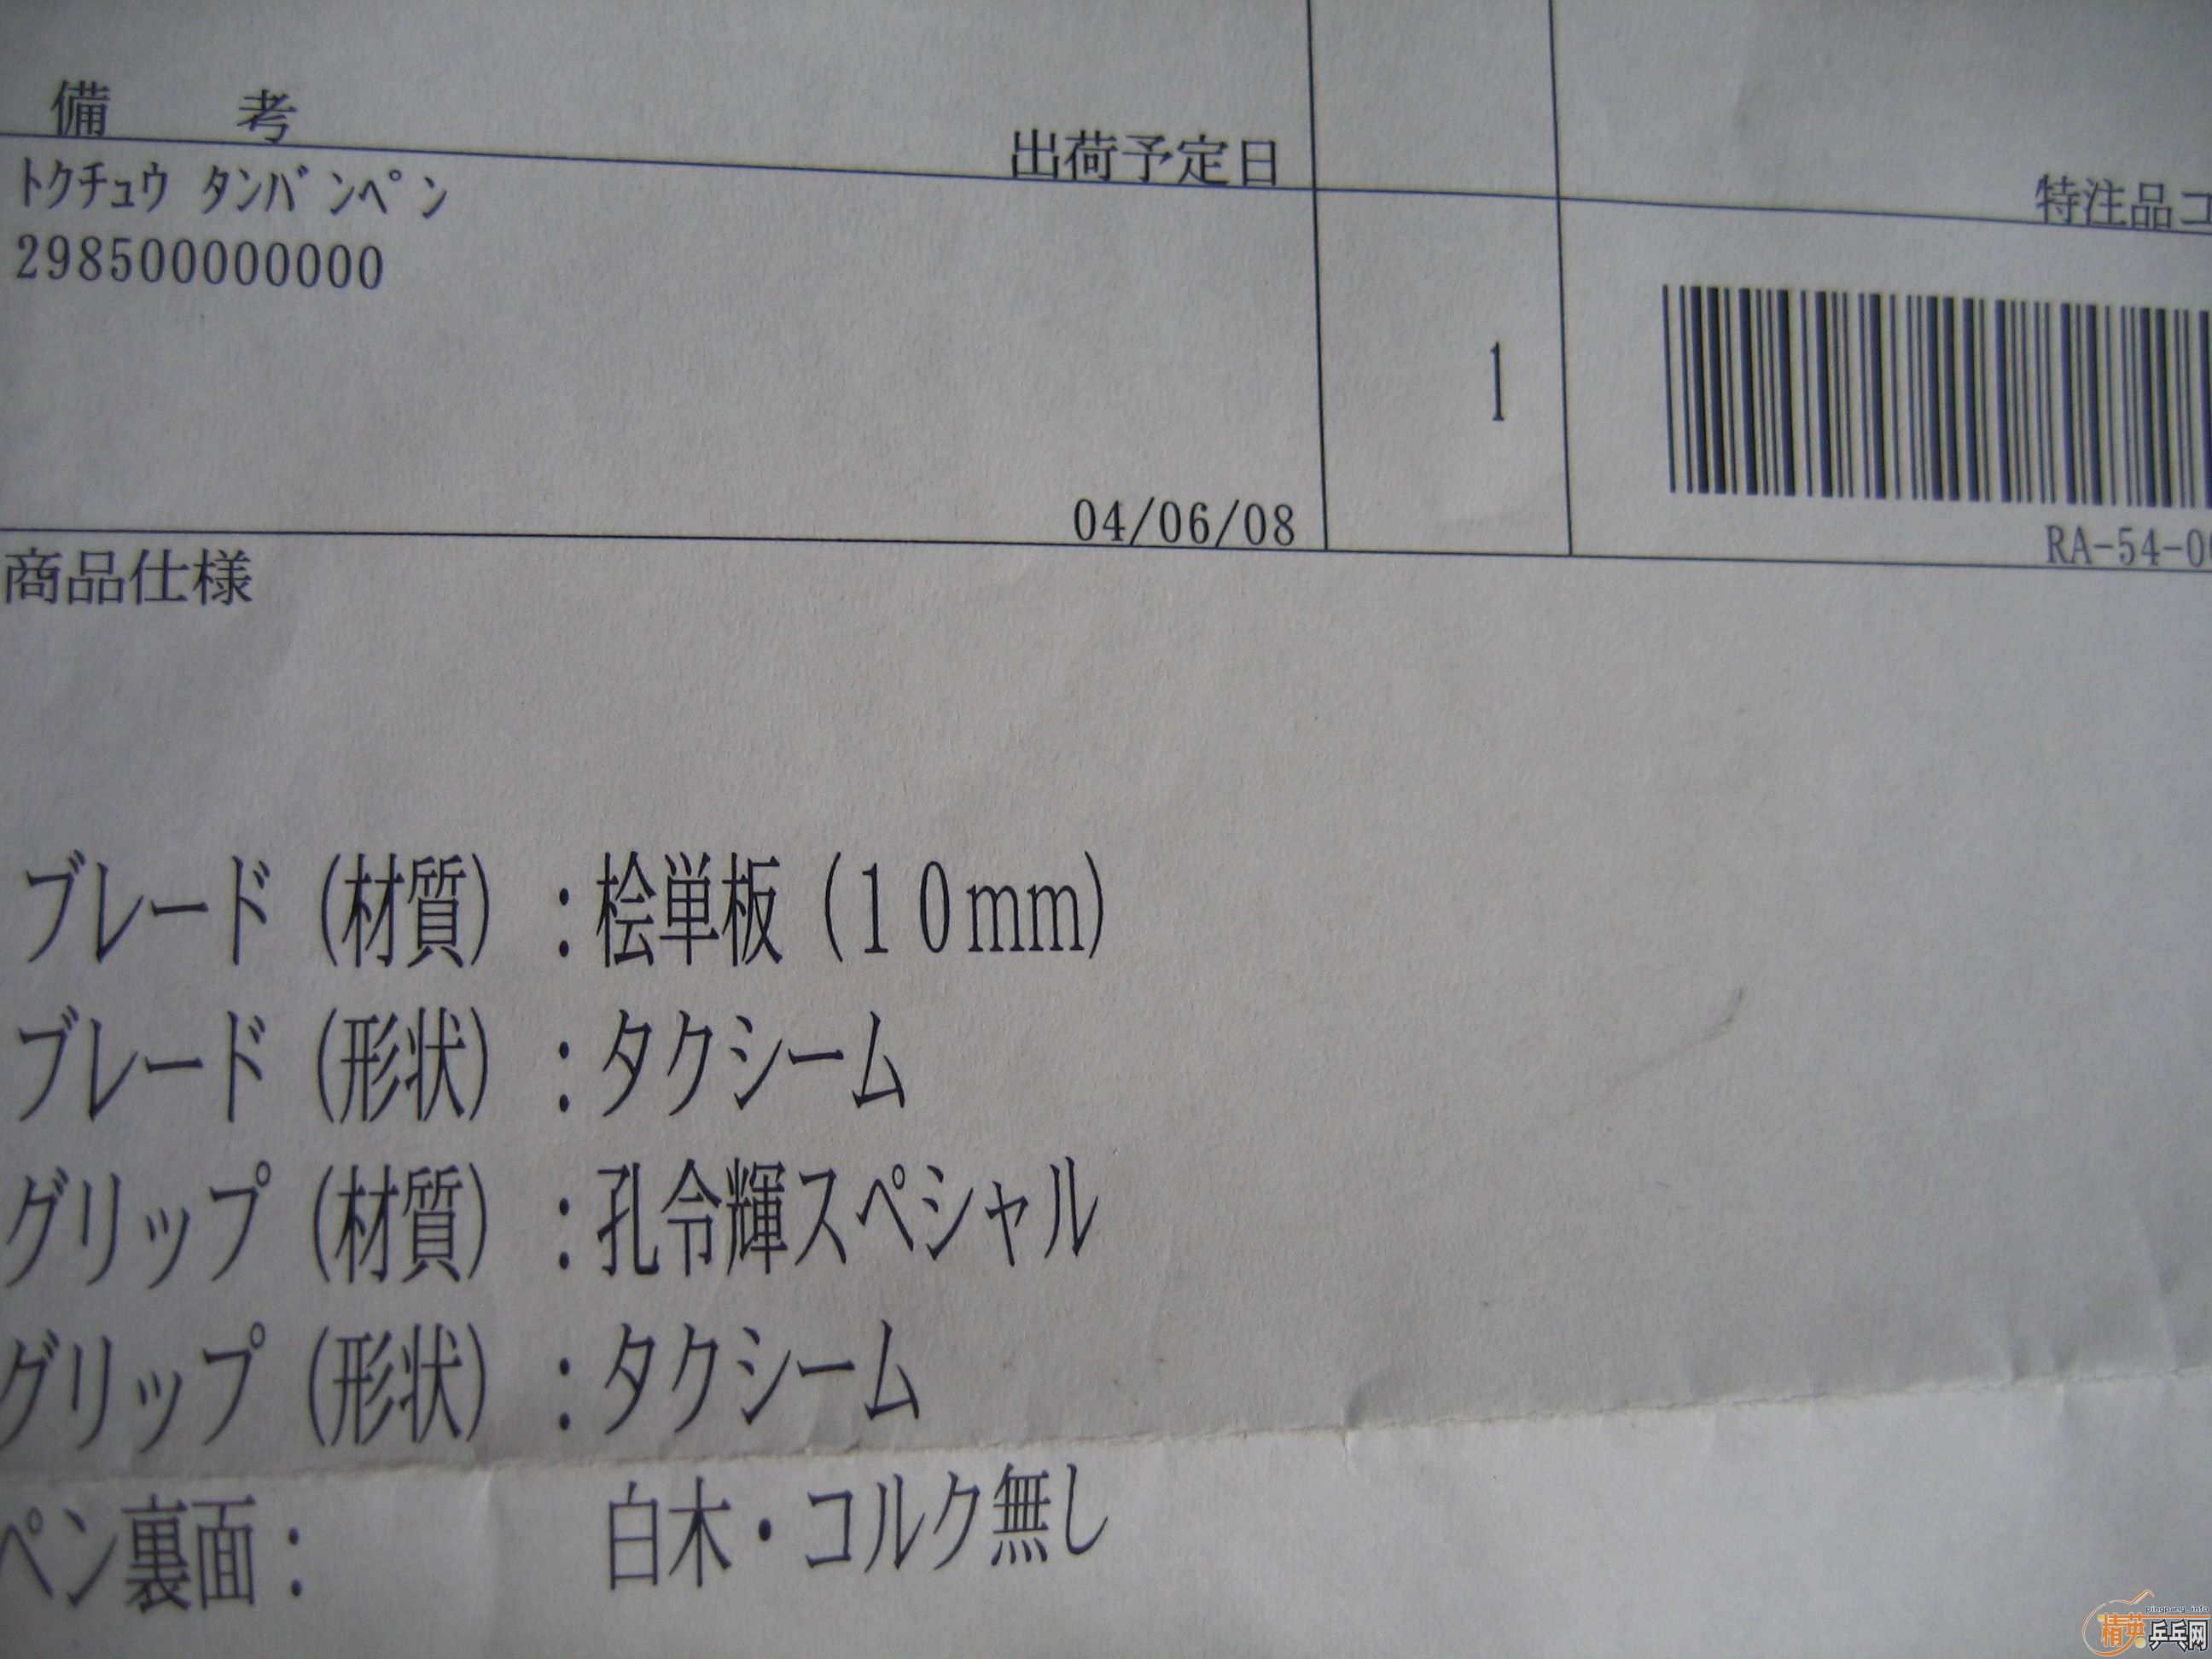 備 考
出荷予定日
特注品コ
ﾄｸﾁｭｳ ﾀﾝﾊﾞﾝﾍﾟﾝ
298500000000
1
04/06/08
RA-54-0
商品仕様
ブレード（材質）：桧単板（１０ｍｍ）
ブレード（形状）：タクシーム
グリップ（材質）：孔令輝スペシャル
グリップ（形状）：タクシーム
ペン裏面： 白木・コルク無し
pingpang.info
精英乒乓网